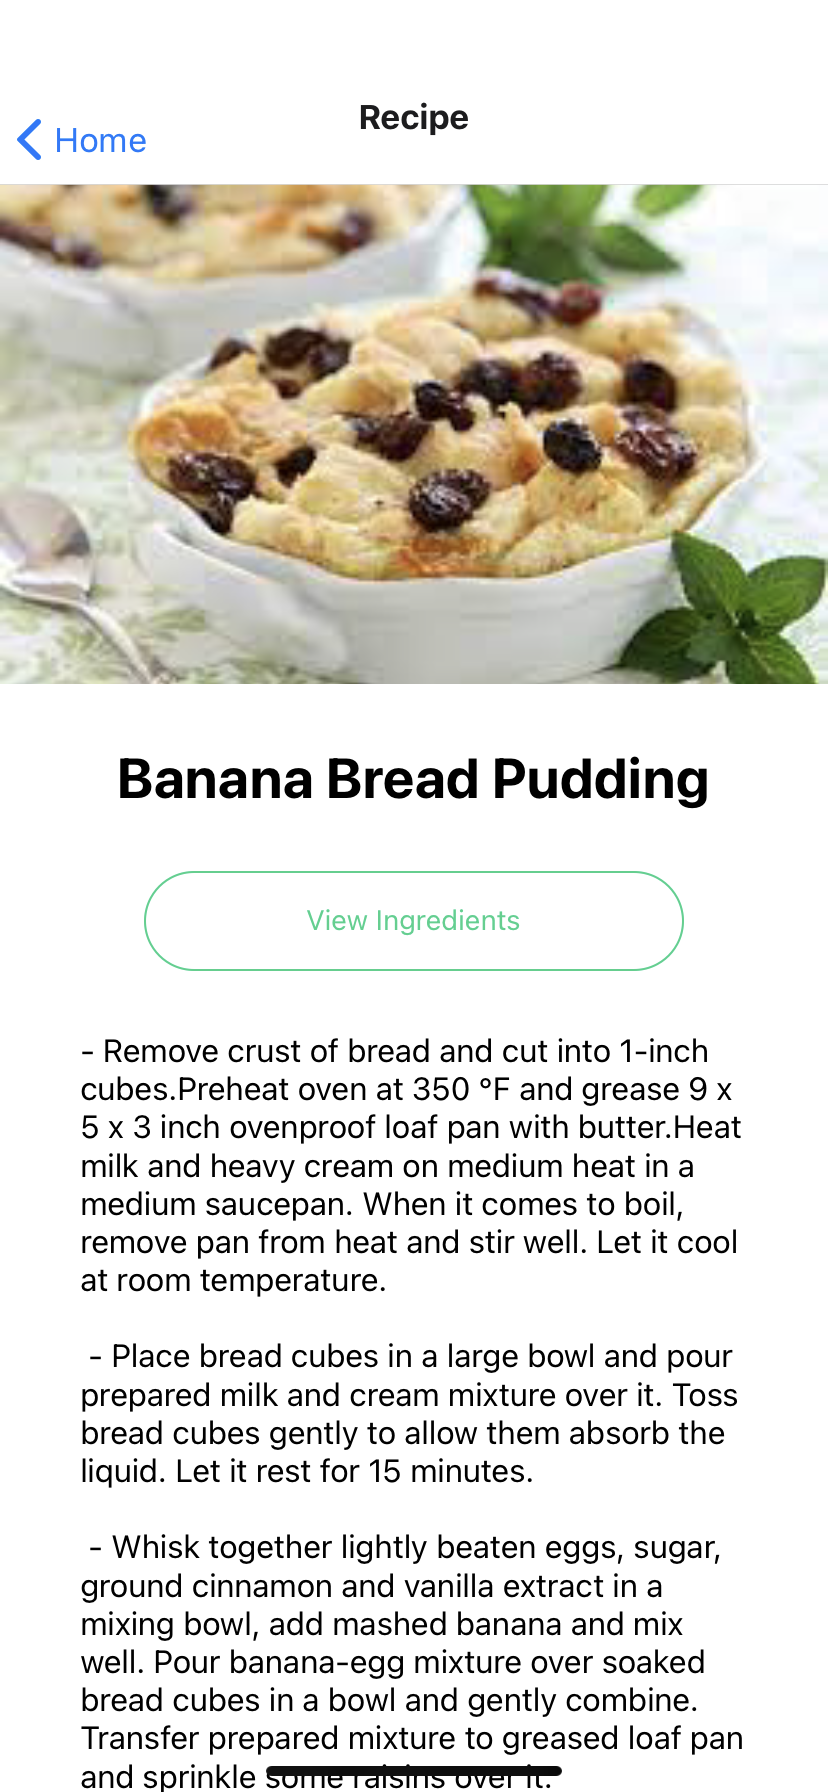 Recipe
Home
Banana Bread Pudding
View Ingredients
- Remove crust of bread and cut into 1-inch
cubes.Preheat oven at 350 °F and grease 9 x
5 x 3 inch ovenproof loaf pan with butter.Heat
milk and heavy cream on medium heat in a
medium saucepan. When it comes to boil,
remove pan from heat and stir well. Let it cool
at room temperature.
- Place bread cubes in a large bowl and pour
prepared milk and cream mixture over it. Toss
bread cubes gently to allow them absorb the
liquid. Let it rest for 15 minutes.
- Whisk together lightly beaten eggs, sugar,
ground cinnamon and vanilla extract in a
mixing bowl, add mashed banana and mix
well. Pour banana-egg mixture over soaked
bread cubes in a bowl and gently combine.
Transfer prepared mixture to greased loaf pan
and sprinkle some raisins over it.